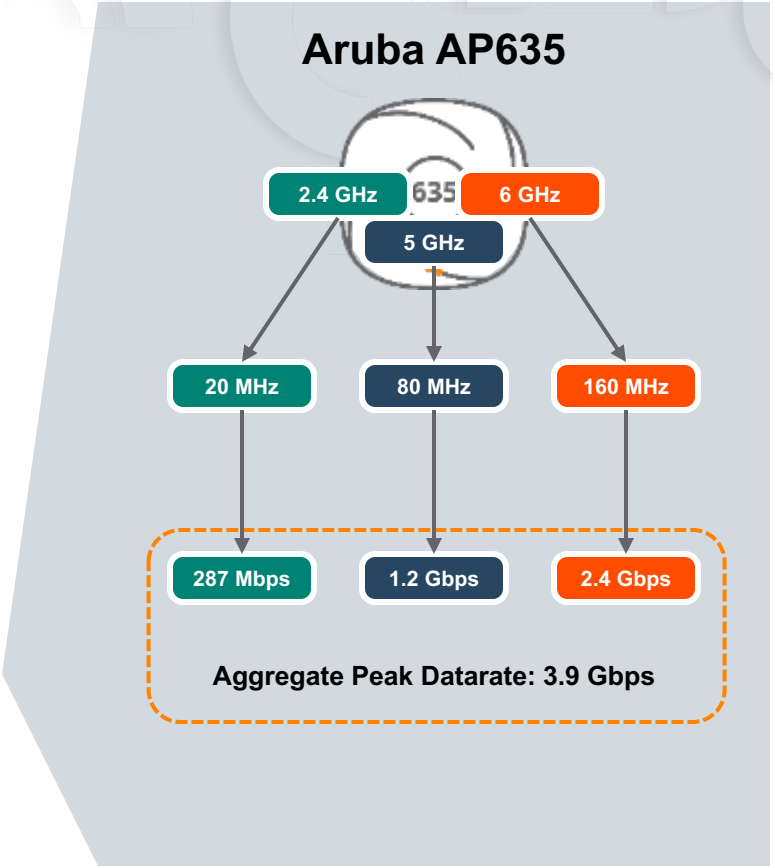 Aruba AP635
2.4 GHz
635
6 GHz
5 GHz
20 MHz
80 MHz
160 MHz
287 Mbps
1.2 Gbps
2.4 Gbps
Aggregate Peak Datarate: 3.9 Gbps